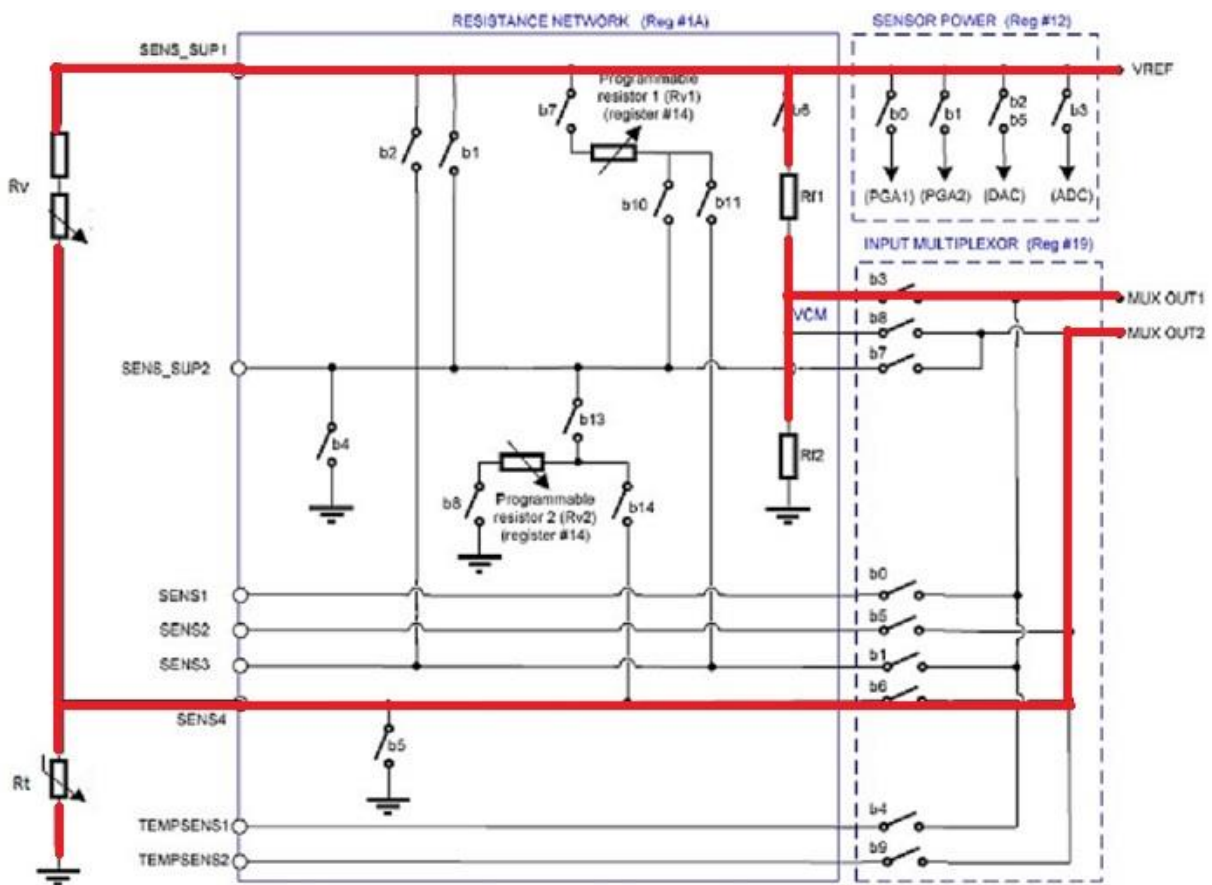 RESISTANCE NETWORK (Reg #1A)
SENSOR POWER (Reg #12)
SENS_SUP1
VREF
Programmable
resistor 1 (Rv1)
(register #14)
b7
b6
b0
b1
b2
b5
b3
b2
b1
Rv
b10
b11
Rf1
(PGA1)
(PGA2)
(DAC)
(ADC)
INPUT MULTIPLEXOR (Reg #19)
b3
MUX OUT1
VCM
b8
MUX OUT2
b7
SENS_SUP2
b13
b4
Rf2
b8
Programmable
resistor 2 (Rv2)
(register #14)
b14
b0
SENS1
b5
SENS2
b1
SENS3
b6
SENS4
b5
Rt
b4
TEMPSENS1
b9
TEMPSENS2